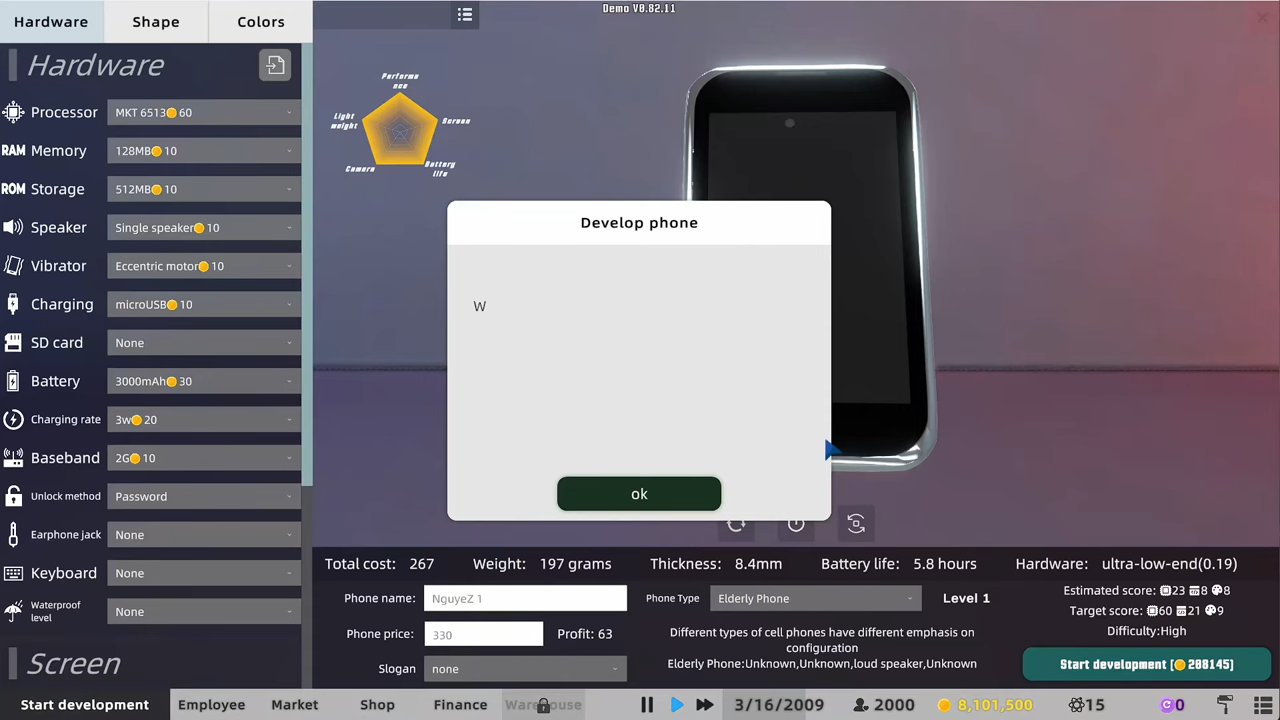 Hardware Shape Colors
Demo V0.82.11
Hardware
Processor MKT 6513 60
RAM Memory 128MB 10
ROM Storage 512MB 10
Speaker Single speaker 10
Vibrator Eccentric motor 10
Charging microUSB 10
SD card None
Battery 3000mAh 30
Charging rate 3w 20
Baseband 2G 10
Unlock method Password
Earphone jack None
Keyboard None
Waterproof level None
Screen
Performa
nce
Light
weight
Screen
Camera
Battery
life
Develop phone
W
ok
Total cost: 267 Weight: 197 grams Thickness: 8.4mm Battery life: 5.8 hours Hardware: ultra-low-end(0.19)
Phone name: NguyeZ 1 Phone Type Elderly Phone Level 1
Phone price: 330 Profit: 63
Slogan none
Different types of cell phones have different emphasis on
configuration
Elderly Phone:Unknown,Unknown,loud speaker,Unknown
Estimated score: 23 8 8
Target score: 60 21 9
Difficulty:High
Start development [ 208145]
Start development Employee Market Shop Finance Warehouse 3/16/2009 2000 8,101,500 15 0